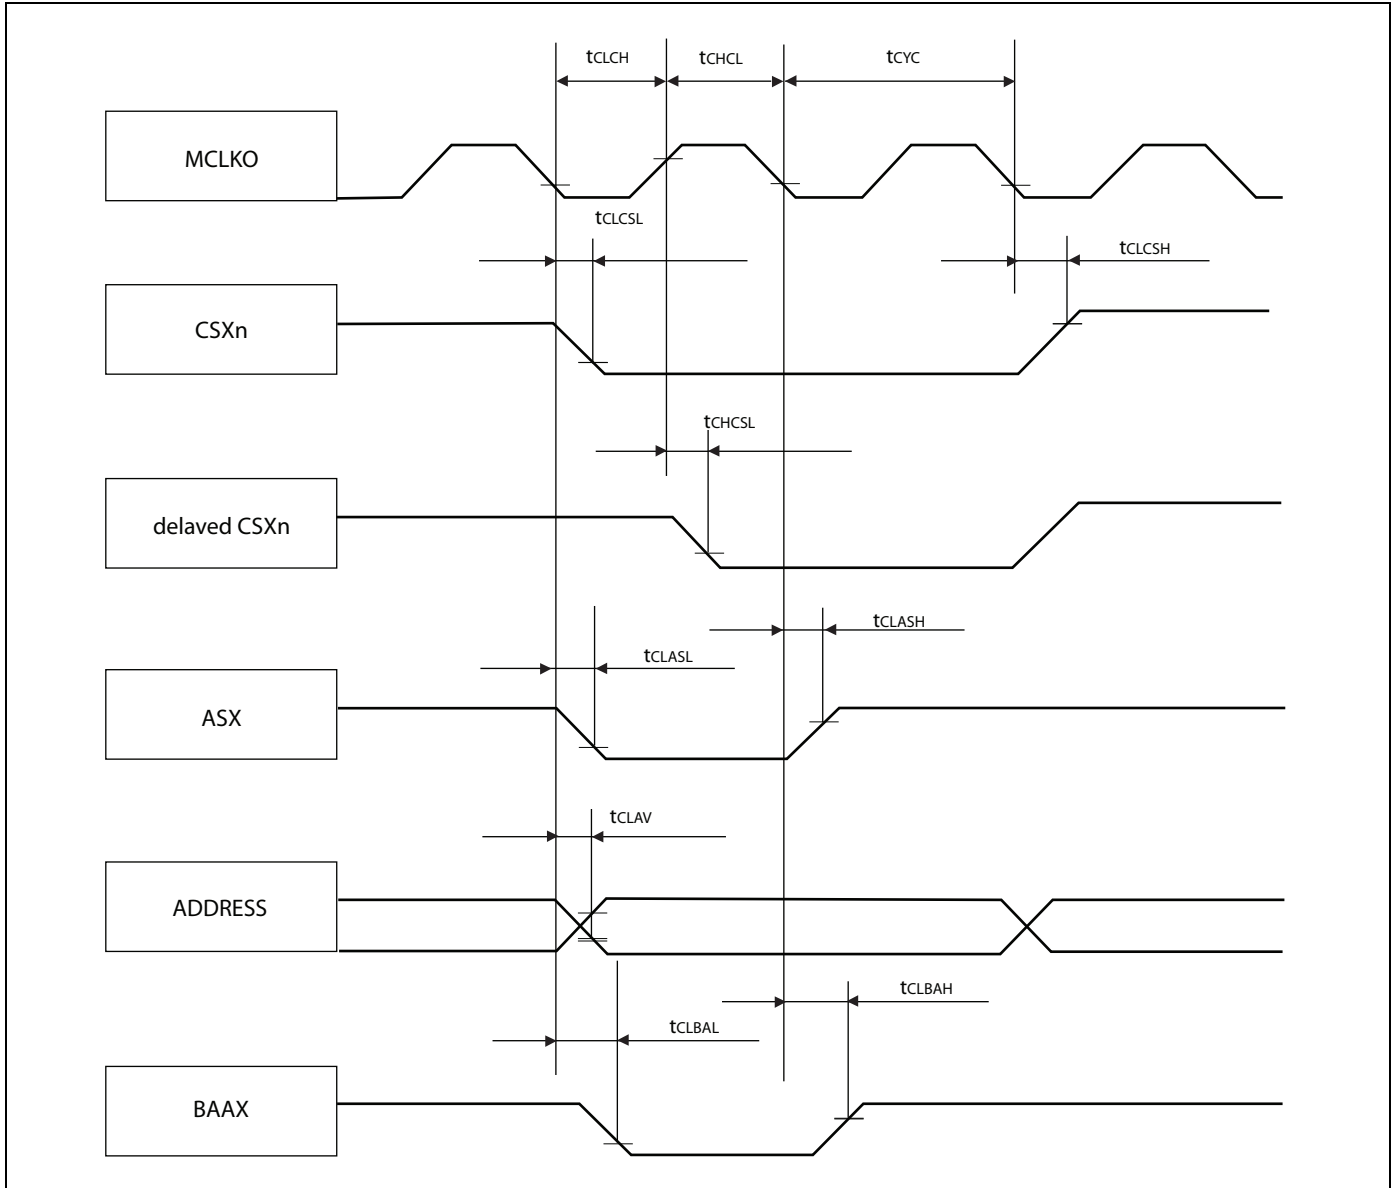 tCLCH
tCHCL
tCYC
MCLKO
tCLCSL
tCLCSH
CSXn
tCHCSL
delaved CSXn
tCLASH
tCLASL
ASX
tCLAV
ADDRESS
tCLBAH
tCLBAL
BAAX